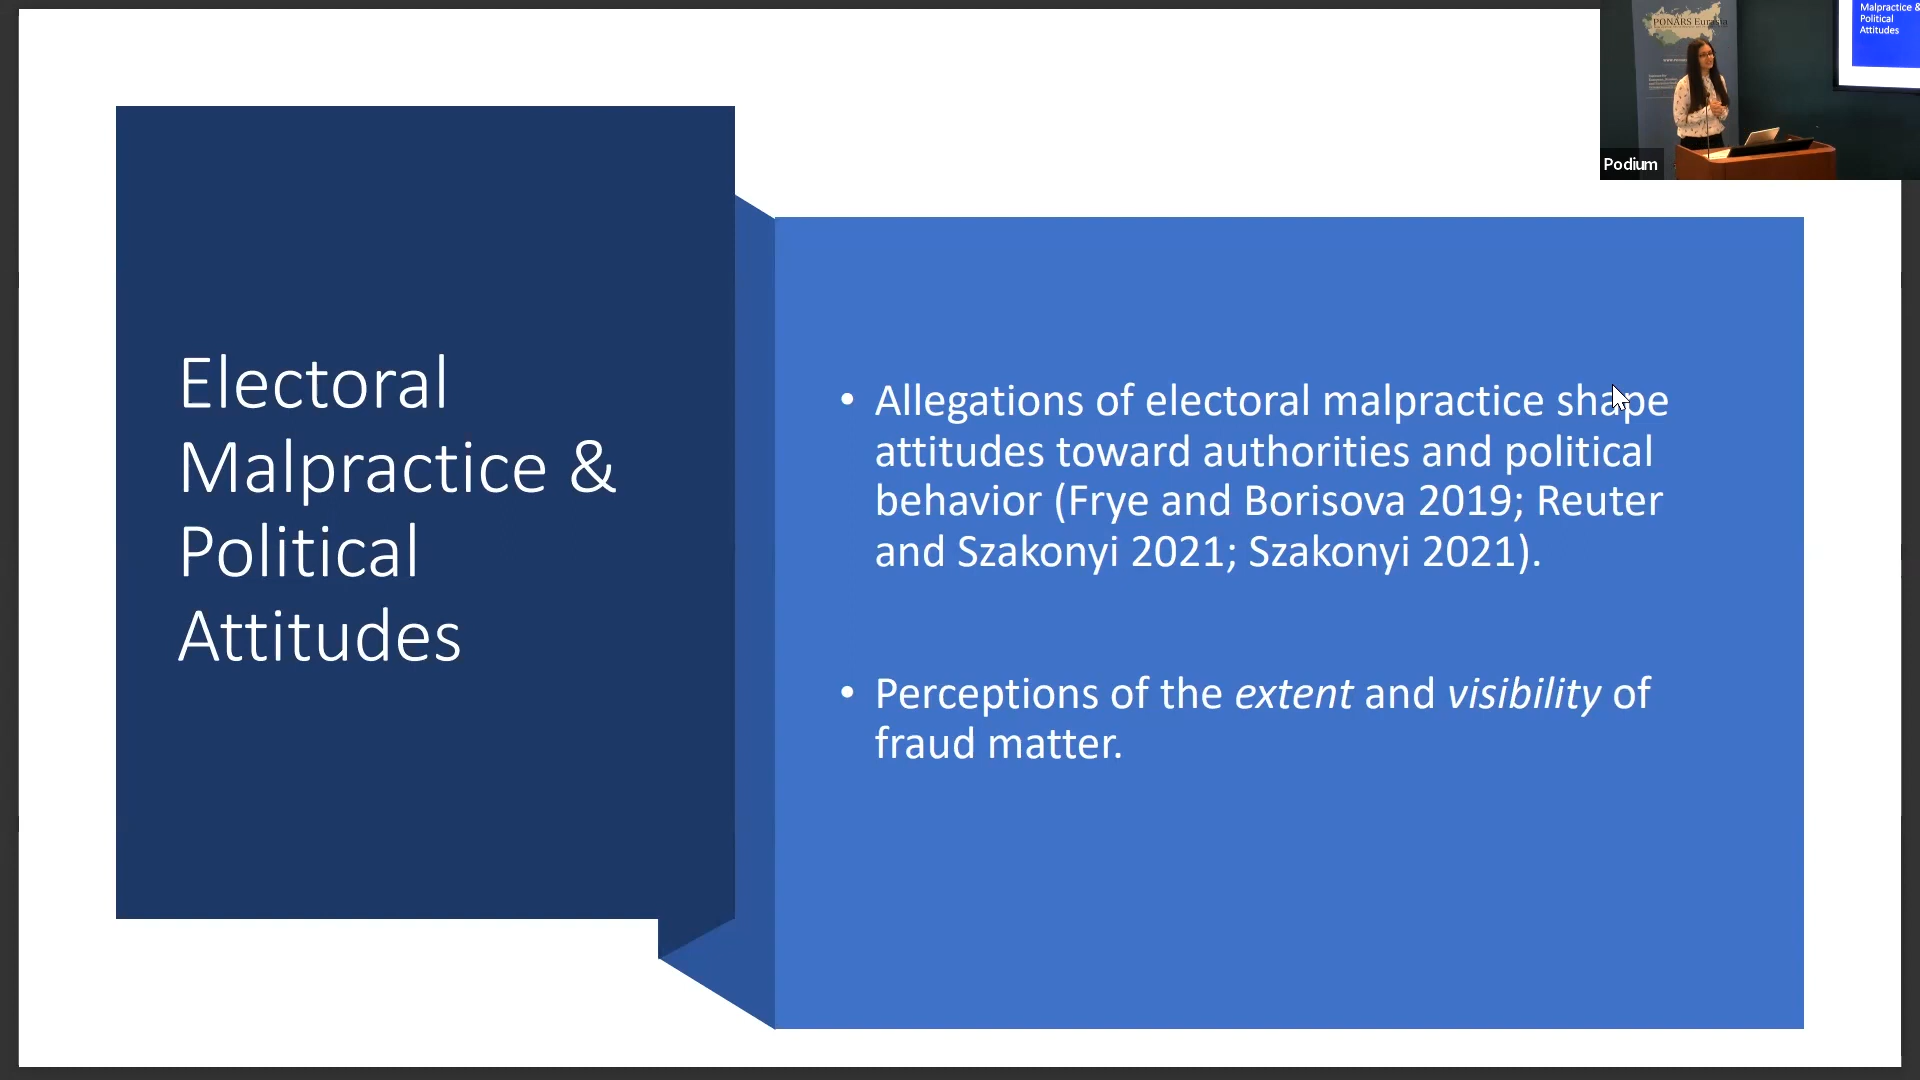 Electoral
Malpractice &
Political
Attitudes
• Allegations of electoral malpractice shape
attitudes toward authorities and political
behavior (Frye and Borisova 2019; Reuter
and Szakonyi 2021; Szakonyi 2021).
• Perceptions of the extent and visibility of
fraud matter.
PONARS Eurasia
Malpractice &
Political
Attitudes
Podium